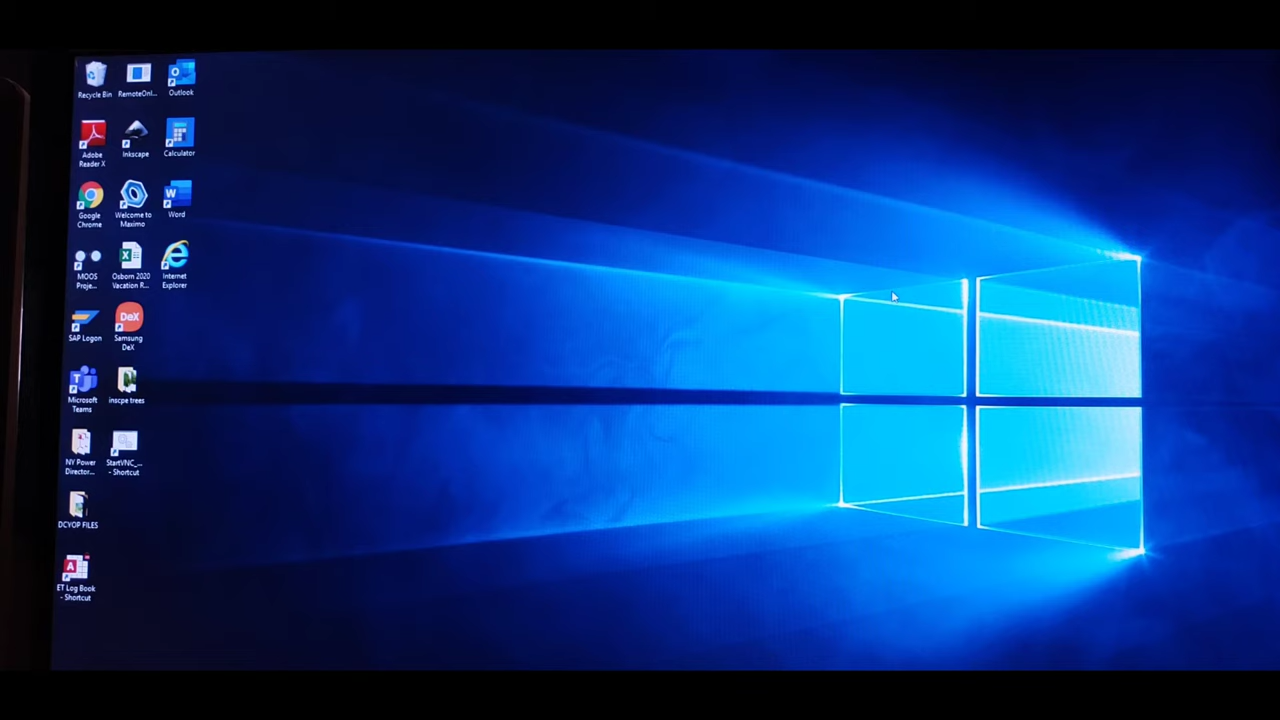 Recycle Bin
RemoteOnl...
Outlook
Adobe
Reader X
Inkscape
Calculator
Google
Chrome
Welcome to
Maximo
Word
MOOS
Proje...
Osborn 2020
Vacation R...
Internet
Explorer
SAP Logon
DeX
Samsung
DeX
Microsoft
Teams
inscpe trees
NY Power
Director...
StartVNC_...
- Shortcut
DCVOP FILES
ET Log Book
- Shortcut